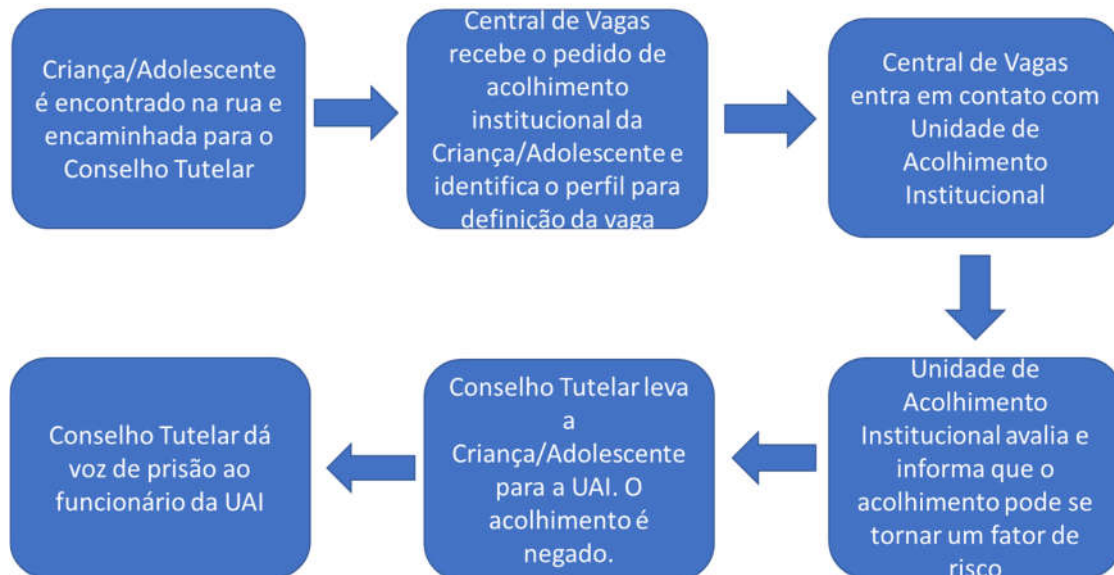 Criança/Adolescente
é encontrado na rua e
encaminhada para o
Conselho Tutelar
Central de Vagas
recebe o pedido de
acolhimento
institucional da
Criança/Adolescente e
identifica o perfil para
definição da vaga
Central de Vagas
entra em contato com
Unidade de
Acolhimento
Institucional
Unidade de
Acolhimento
Institucional avalia e
informa que o
acolhimento pode se
tornar um fator de
risco
Conselho Tutelar leva
a
Criança/Adolescente
para a UAI. O
acolhimento é
negado.
Conselho Tutelar dá
voz de prisão ao
funcionário da UAI